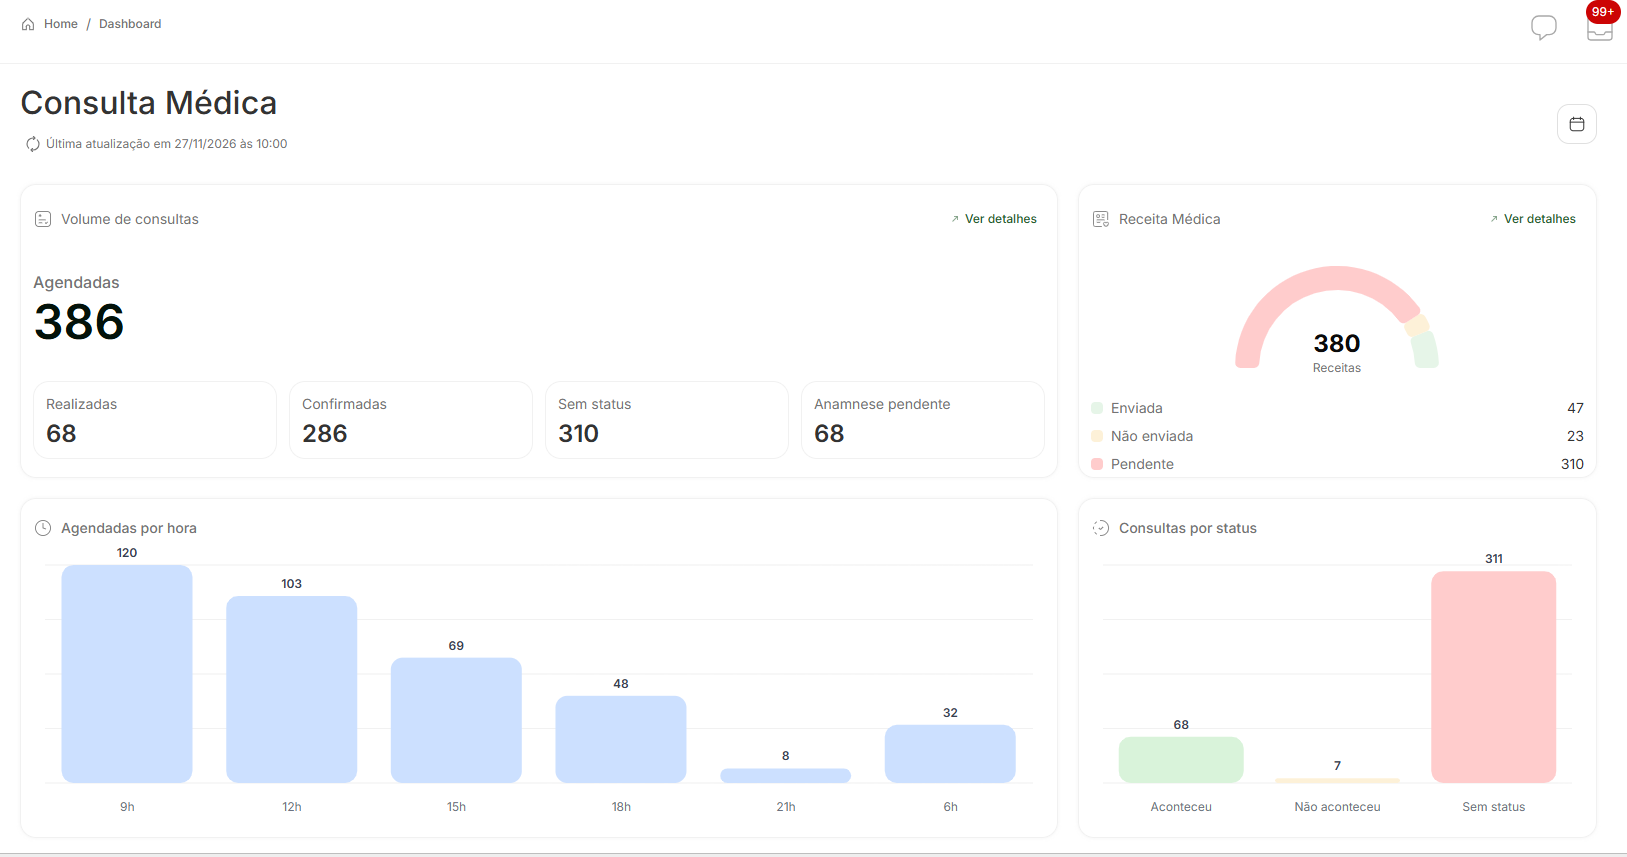 Home / Dashboard
99+
Consulta Médica
Última atualização em 27/11/2026 às 10:00
Volume de consultas
Ver detalhes
Agendadas
386
Realizadas
68
Confirmadas
286
Sem status
310
Anamnese pendente
68
Receita Médica
Ver detalhes
380
Receitas
Enviada 47
Não enviada 23
Pendente 310
Agendadas por hora
120
103
69
48
8
32
9h 12h 15h 18h 21h 6h
Consultas por status
68
7
311
Aconteceu Não aconteceu Sem status